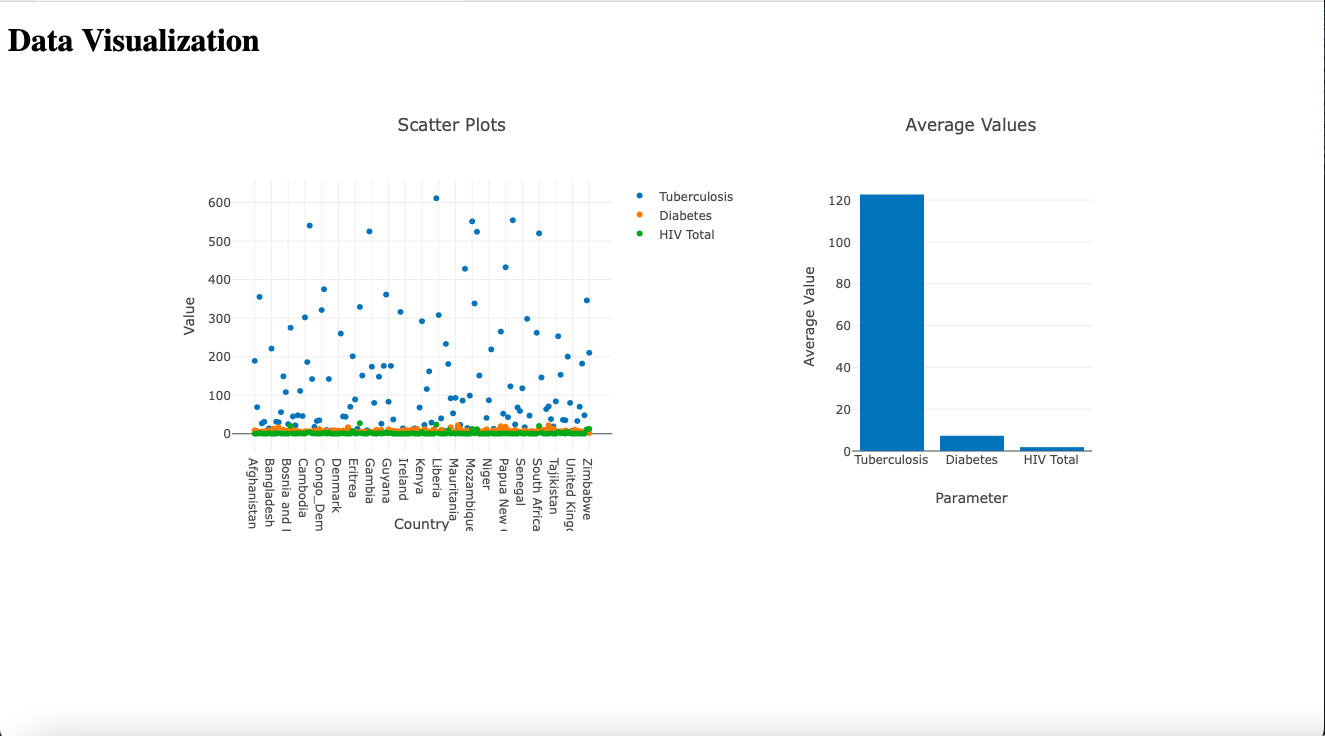 Data Visualization
Scatter Plots
600
500
400
300
200
100
0
Value
Afghanistan
Bangladesh
Bosnia and
Cambodia
Congo_Dem
Denmark
Eritrea
Gambia
Guyana
Ireland
Kenya
Liberia
Mauritania
Mozambique
Niger
Papua New
Senegal
South Africa
Tajikistan
United King
Zimbabwe
Country
Tuberculosis
Diabetes
HIV Total
Average Values
120
100
80
60
40
20
0
Average Value
Tuberculosis
Diabetes
HIV Total
Parameter